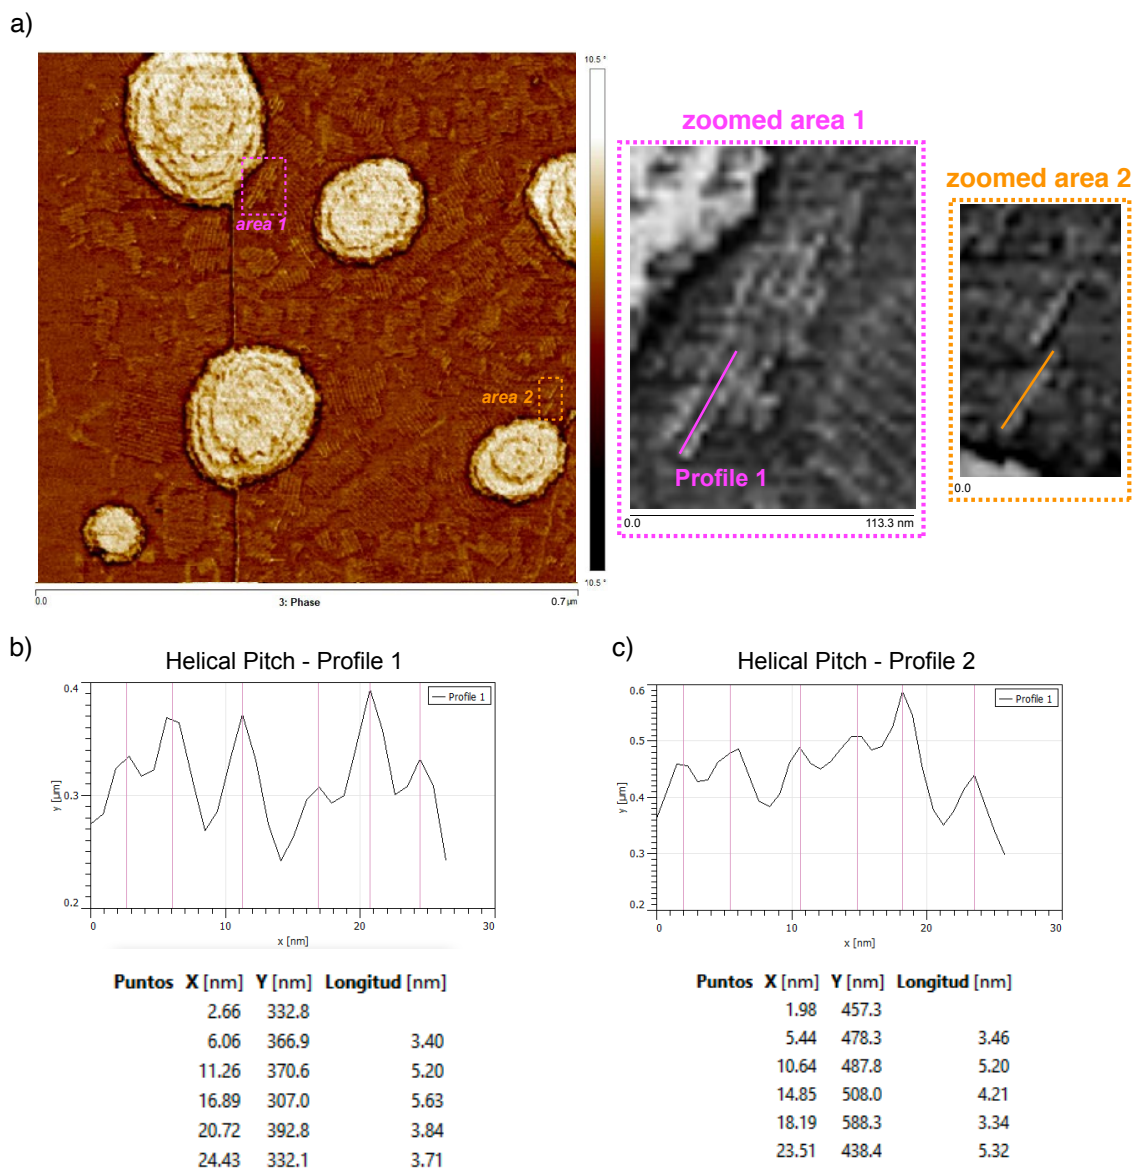 a)
10.5 °
area 1
area 2
10.5 °
0.0
3: Phase
0.7 µm
zoomed area 1
Profile 1
0.0
113.3 nm
zoomed area 2
0.0
b)
Helical Pitch - Profile 1
Profile 1
0.4
0.3
0.2
y [µm]
0
10
20
30
x [nm]
Puntos X [nm] Y [nm] Longitud [nm]
2.66 332.8
6.06 366.9 3.40
11.26 370.6 5.20
16.89 307.0 5.63
20.72 392.8 3.84
24.43 332.1 3.71
c)
Helical Pitch - Profile 2
Profile 1
0.6
0.5
0.4
0.3
0.2
y [µm]
0
10
20
30
x [nm]
Puntos X [nm] Y [nm] Longitud [nm]
1.98 457.3
5.44 478.3 3.46
10.64 487.8 5.20
14.85 508.0 4.21
18.19 588.3 3.34
23.51 438.4 5.32